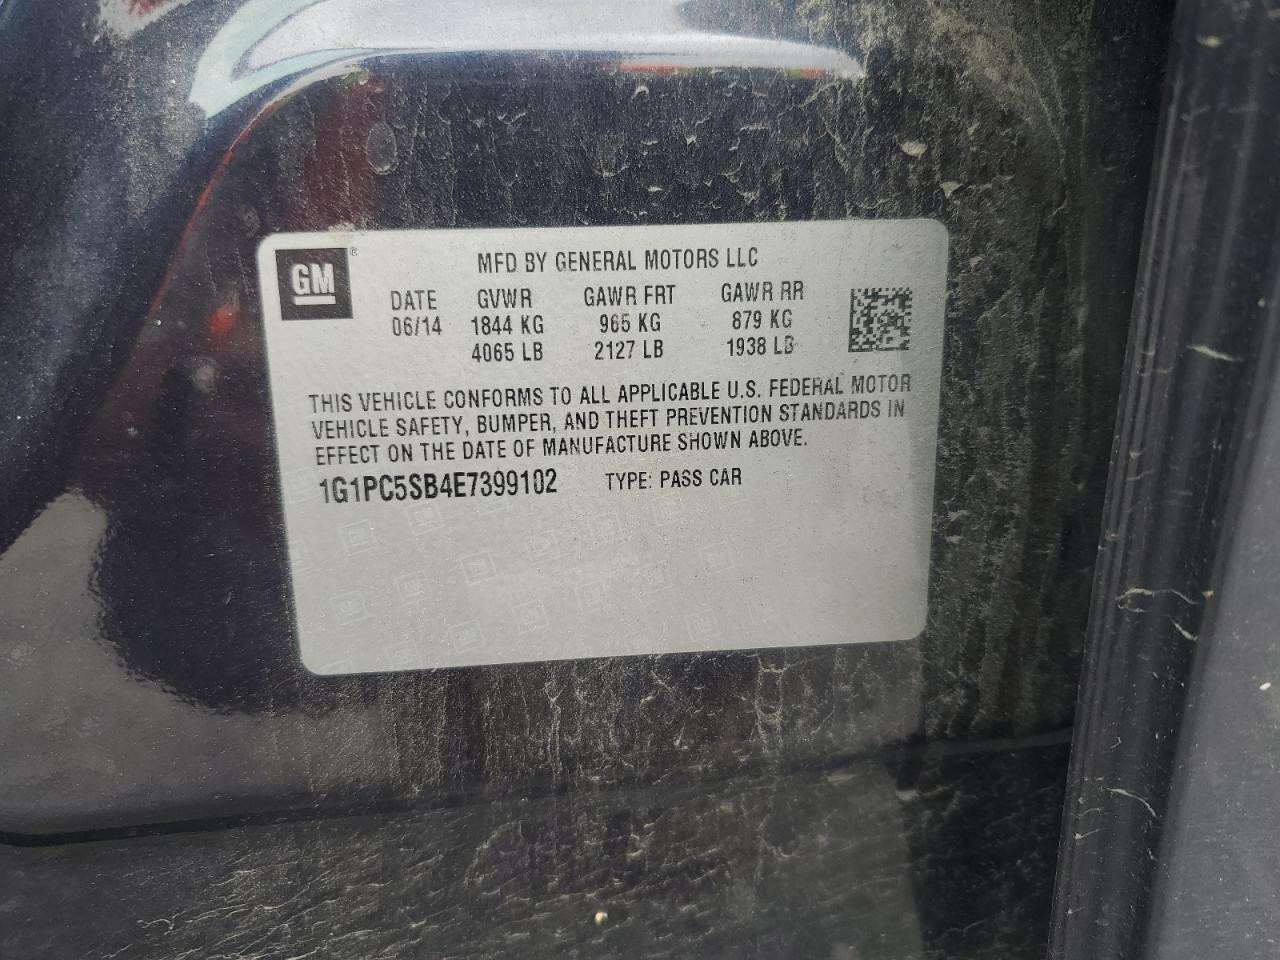 GM®
MFD BY GENERAL MOTORS LLC
DATE GVWR GAWR FRT GAWR RR
06/14 1844 KG 965 KG 879 KG
4065 LB 2127 LB 1938 LB
THIS VEHICLE CONFORMS TO ALL APPLICABLE U.S. FEDERAL MOTOR
VEHICLE SAFETY, BUMPER, AND THEFT PREVENTION STANDARDS IN
EFFECT ON THE DATE OF MANUFACTURE SHOWN ABOVE.
1G1PC5SB4E7399102 TYPE: PASS CAR